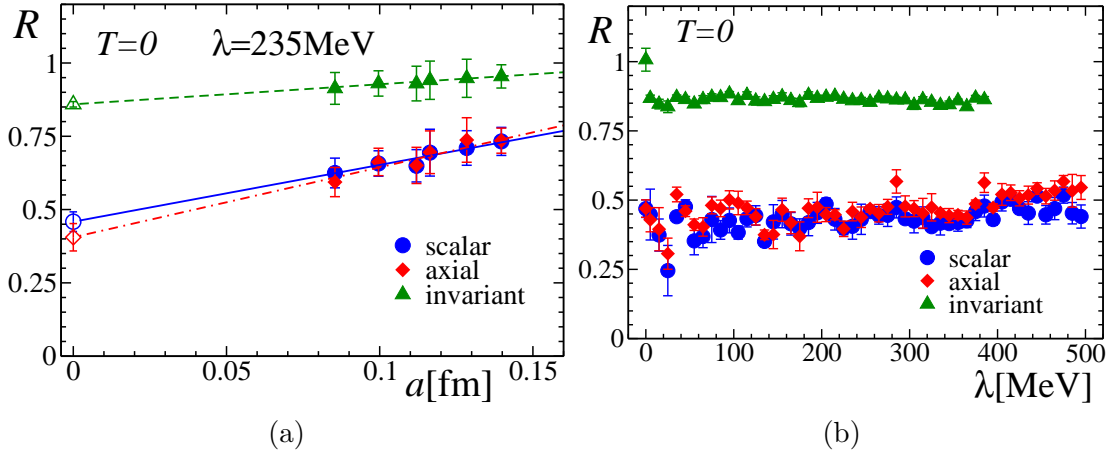 R
T=0
λ=235MeV
1
0.75
0.5
0.25
0
scalar
axial
invariant
0
0.05
0.1
0.15
a[fm]
(a)
R
T=0
1
0.75
0.5
0.25
0
scalar
axial
invariant
0
100
200
300
400
500
λ[MeV]
(b)